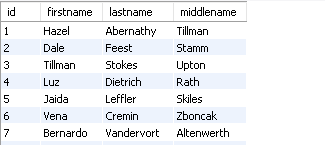 id firstname lastname middlename
1 Hazel Abernathy Tillman
2 Dale Feest Stamm
3 Tillman Stokes Upton
4 Luz Dietrich Rath
5 Jaida Leffler Skiles
6 Vena Cremin Zboncak
7 Bernardo Vandervort Altenwerth